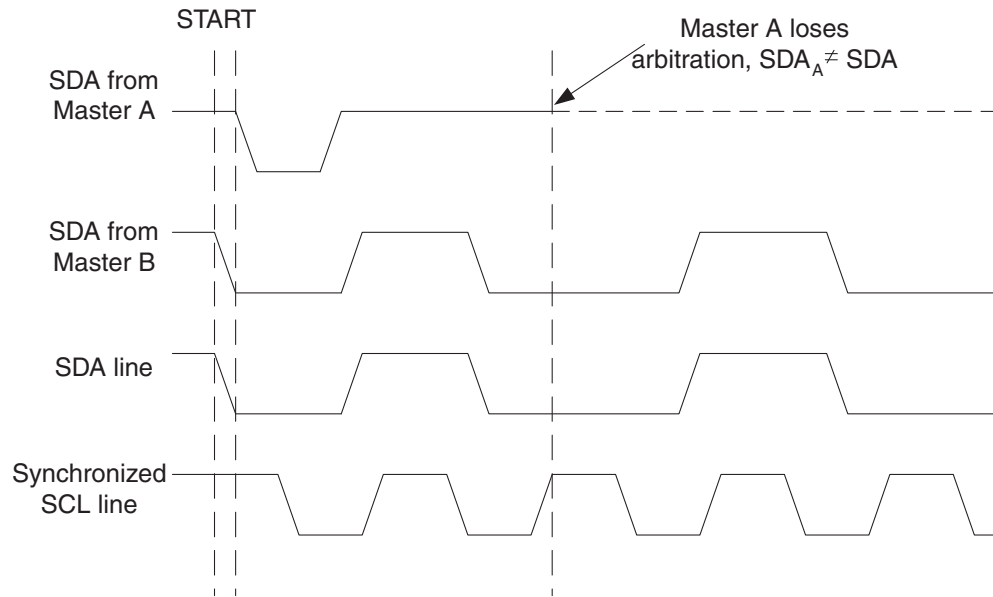 START
Master A loses
arbitration, SDA_A ≠ SDA
SDA from
Master A
SDA from
Master B
SDA line
Synchronized
SCL line